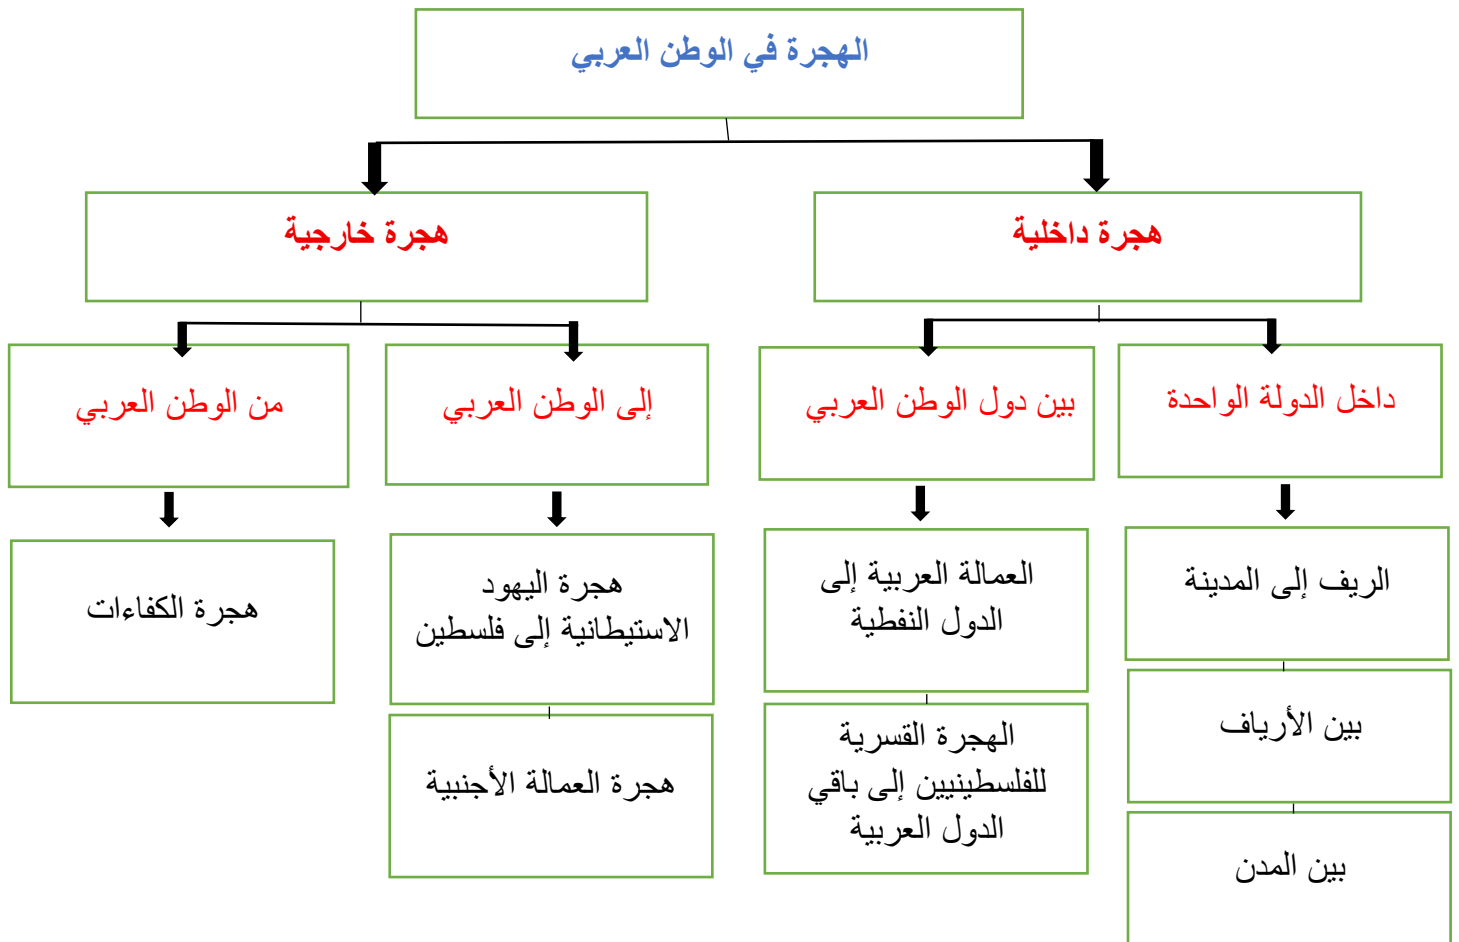 الهجرة في الوطن العربي
هجرة داخلية
هجرة خارجية
داخل الدولة الواحدة
بين دول الوطن العربي
إلى الوطن العربي
من الوطن العربي
الريف إلى المدينة
بين الأرياف
بين المدن
العمالة العربية إلى
الدول النفطية
الهجرة القسرية
للفلسطينيين إلى باقي
الدول العربية
هجرة اليهود
الاستيطانية إلى فلسطين
هجرة العمالة الأجنبية
هجرة الكفاءات